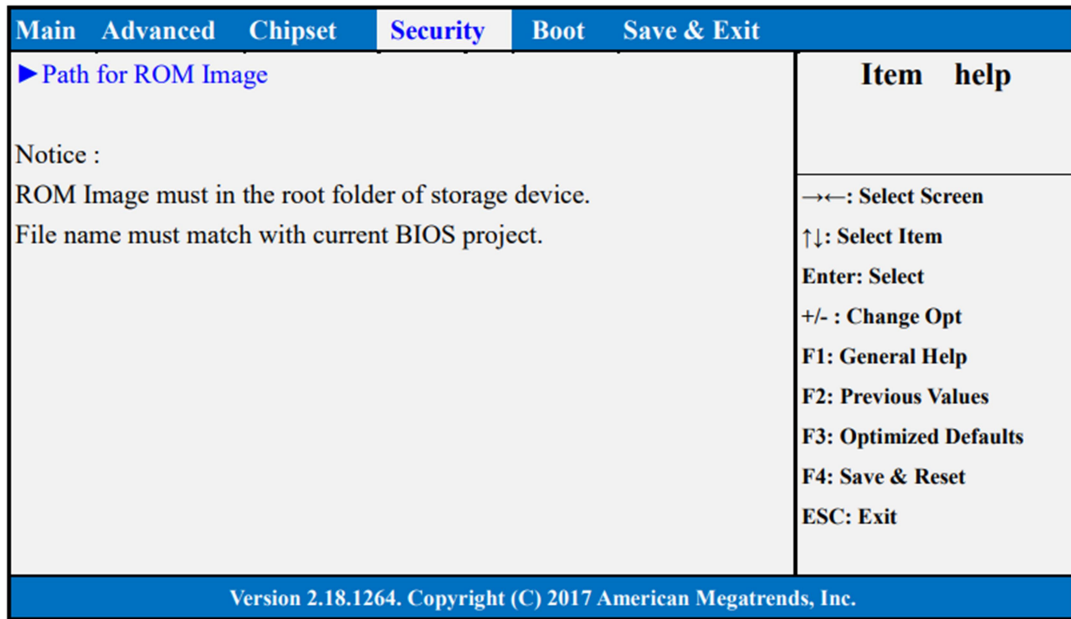 Main Advanced Chipset Security Boot Save & Exit
►Path for ROM Image
Notice :
ROM Image must in the root folder of storage device.
File name must match with current BIOS project.
Item help
→←: Select Screen
↑↓: Select Item
Enter: Select
+/- : Change Opt
F1: General Help
F2: Previous Values
F3: Optimized Defaults
F4: Save & Reset
ESC: Exit
Version 2.18.1264. Copyright (C) 2017 American Megatrends, Inc.